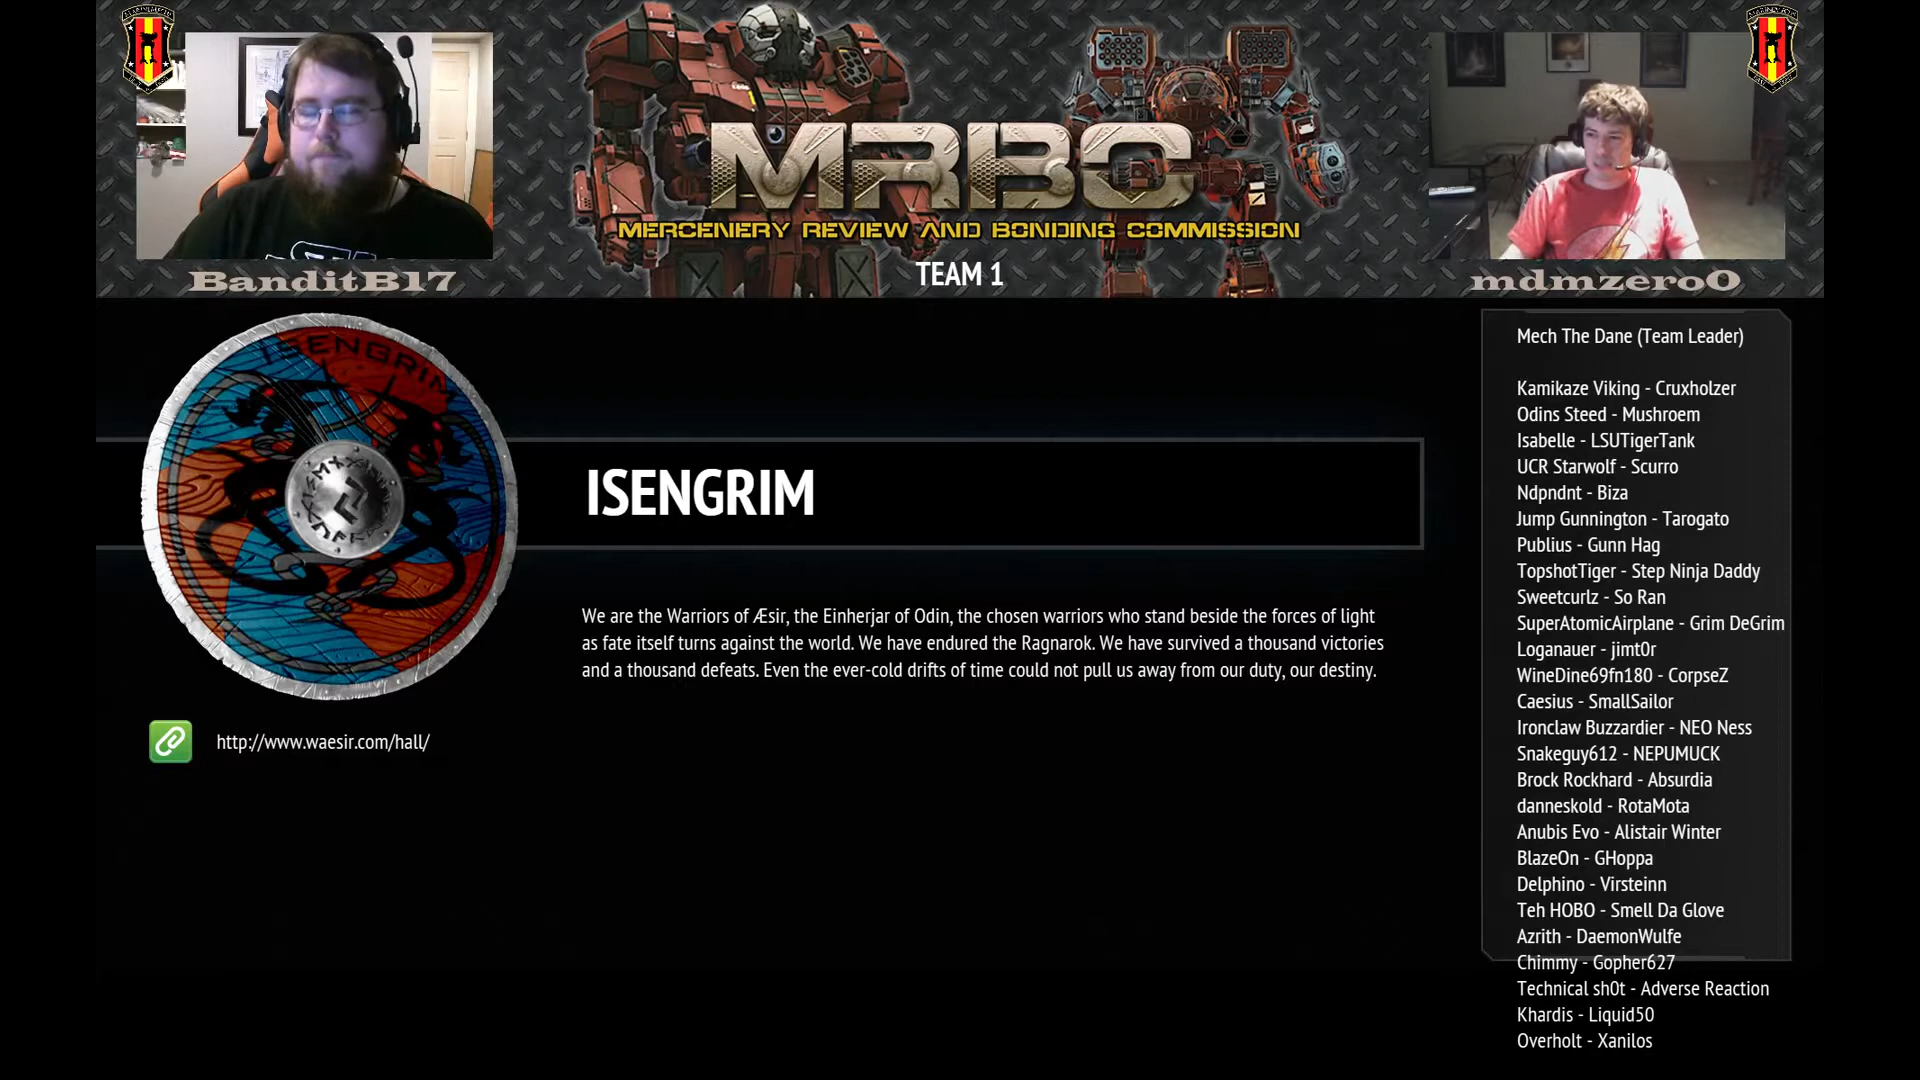 MRBC
MERCENERY REVIEW AND BONDING COMMISSION
TEAM 1
BanditB17
mdmzero0
ISENGRIM
ISENGRIM
We are the Warriors of Æsir, the Einherjar of Odin, the chosen warriors who stand beside the forces of light
as fate itself turns against the world. We have endured the Ragnarok. We have survived a thousand victories
and a thousand defeats. Even the ever-cold drifts of time could not pull us away from our duty, our destiny.
http://www.waesir.com/hall/
Mech The Dane (Team Leader)
Kamikaze Viking - Cruxholzer
Odins Steed - Mushroem
Isabelle - LSUTigerTank
UCR Starwolf - Scurro
Ndpndnt - Biza
Jump Gunnington - Tarogato
Publius - Gunn Hag
TopshotTiger - Step Ninja Daddy
Sweetcurlz - So Ran
SuperAtomicAirplane - Grim DeGrim
Loganauer - jimt0r
WineDine69fn180 - CorpseZ
Caesius - SmallSailor
Ironclaw Buzzardier - NEO Ness
Snakeguy612 - NEPUMUCK
Brock Rockhard - Absurdia
danneskold - RotaMota
Anubis Evo - Alistair Winter
BlazeOn - GHoppa
Delphino - Virsteinn
Teh HOBO - Smell Da Glove
Azrith - DaemonWulfe
Chimmy - Gopher627
Technical sh0t - Adverse Reaction
Khardis - Liquid50
Overholt - Xanilos